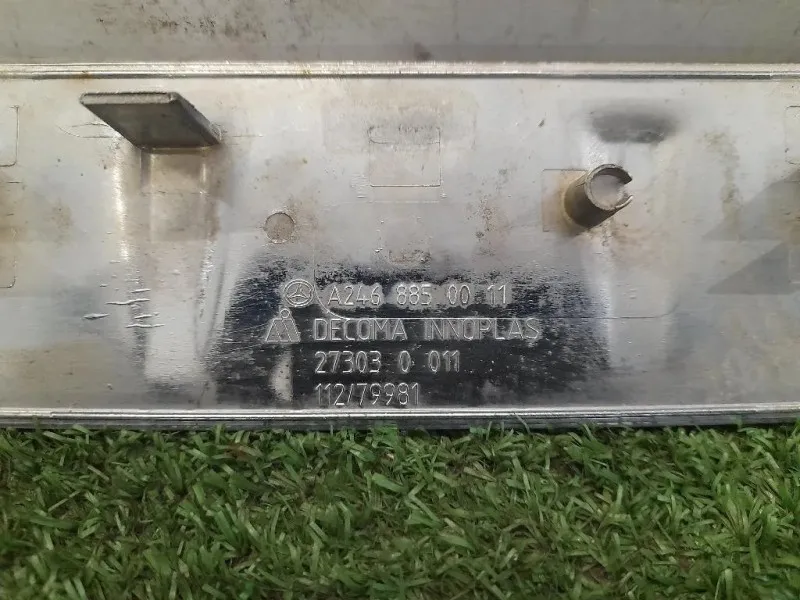 A246 885 00 11
DECOMA INNOPLAS
27303 0 011
112/79981